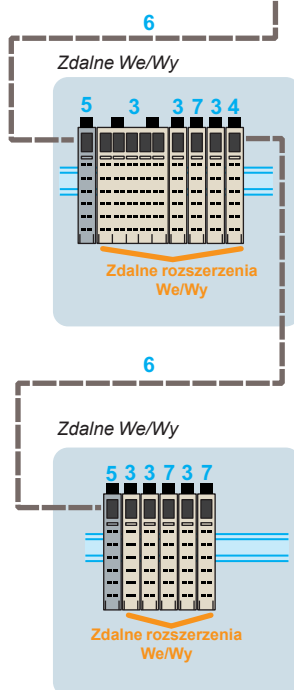 6
Zdalne We/Wy
5 3 3 7 3 4
Zdalne rozszerzenia
We/Wy
6
Zdalne We/Wy
5 3 3 7 3 7
Zdalne rozszerzenia
We/Wy